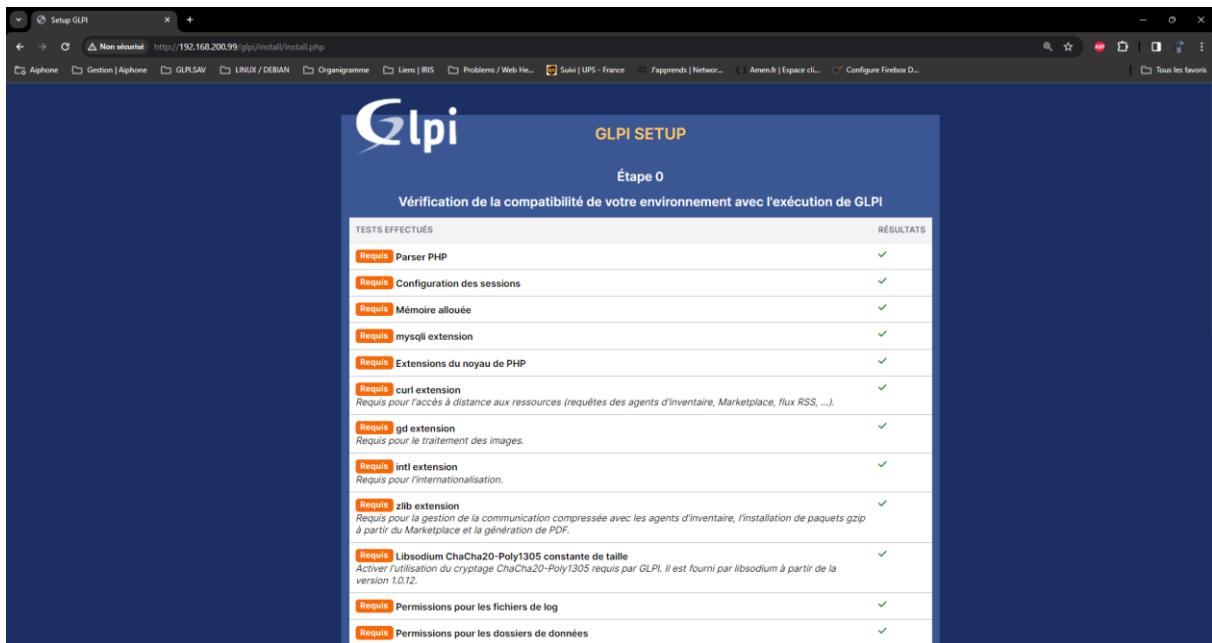 Setup GLPI
Non sécurisé http://192.168.200.99/glpi/install/install.php
Aiphone Gestion | Aiphone GLPI.SAV LINUX / DEBIAN Organigramme Liens | IRIS Problems / Web He... Suivi | UPS - France J'apprends | Networ... Amen.fr | Espace cli... Configure Firebox D... Tous les favoris
Glpi
GLPI SETUP
Étape 0
Vérification de la compatibilité de votre environnement avec l'exécution de GLPI
TESTS EFFECTUÉS RÉSULTATS
Requis Parser PHP
Requis Configuration des sessions
Requis Mémoire allouée
Requis mysqli extension
Requis Extensions du noyau de PHP
Requis curl extension
Requis pour l'accès à distance aux ressources (requêtes des agents d'inventaire, Marketplace, flux RSS, ...).
Requis gd extension
Requis pour le traitement des images.
Requis intl extension
Requis pour l'internationalisation.
Requis zlib extension
Requis pour la gestion de la communication compressée avec les agents d'inventaire, l'installation de paquets gzip
à partir du Marketplace et la génération de PDF.
Requis Libsodium ChaCha20-Poly1305 constante de taille
Activer l'utilisation du cryptage ChaCha20-Poly1305 requis par GLPI. Il est fourni par libsodium à partir de la
version 1.0.12.
Requis Permissions pour les fichiers de log
Requis Permissions pour les dossiers de données